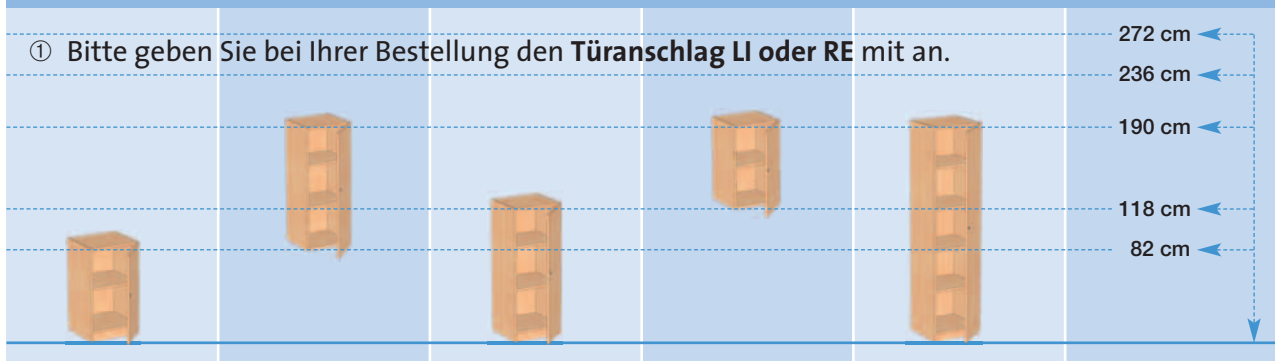 ① Bitte geben Sie bei Ihrer Bestellung den Türanschlag LI oder RE mit an.
272 cm
236 cm
190 cm
118 cm
82 cm